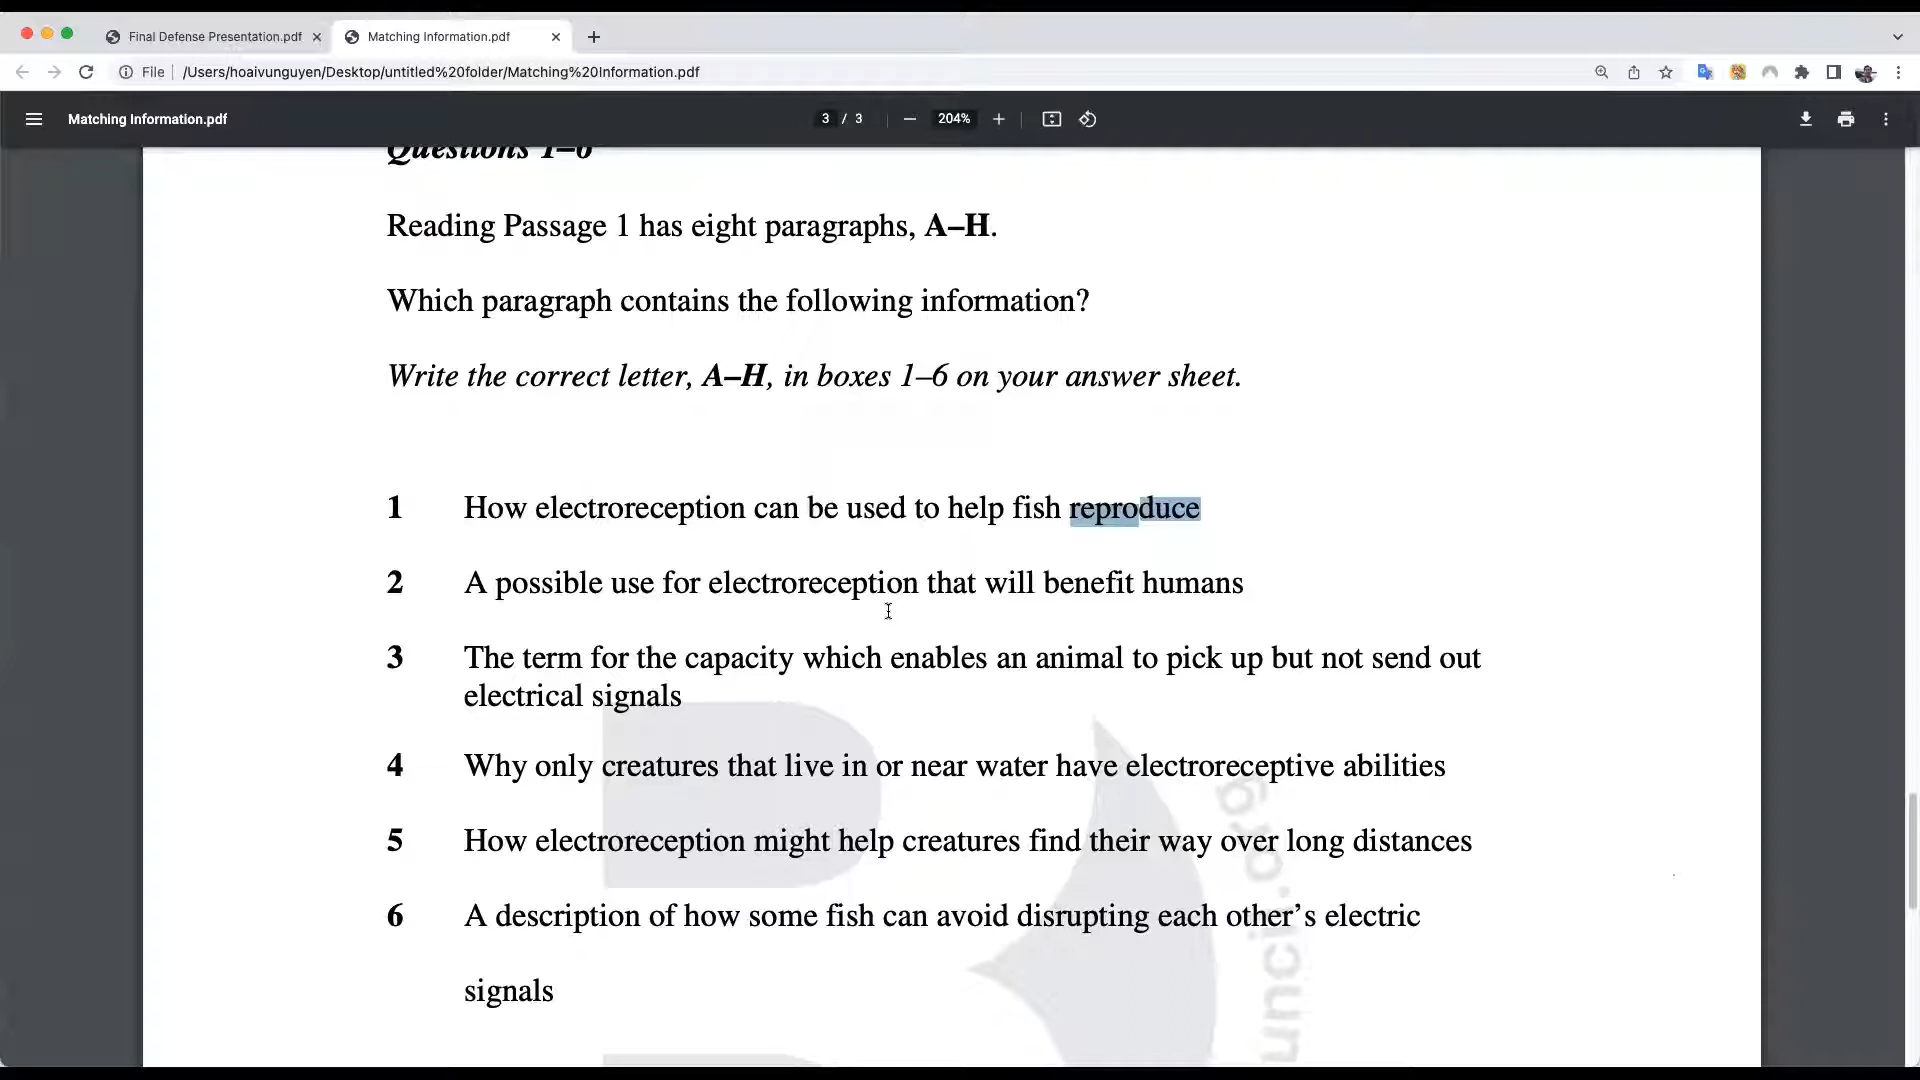 Final Defense Presentation.pdf
Matching Information.pdf
File
/Users/hoaivunguyen/Desktop/untitled%20folder/Matching%20Information.pdf
Matching Information.pdf
3 / 3
204%
Questions 1–6
Reading Passage 1 has eight paragraphs, A–H.
Which paragraph contains the following information?
Write the correct letter, A–H, in boxes 1–6 on your answer sheet.
1 How electroreception can be used to help fish reproduce
2 A possible use for electroreception that will benefit humans
3 The term for the capacity which enables an animal to pick up but not send out
electrical signals
4 Why only creatures that live in or near water have electroreceptive abilities
5 How electroreception might help creatures find their way over long distances
6 A description of how some fish can avoid disrupting each other’s electric
signals